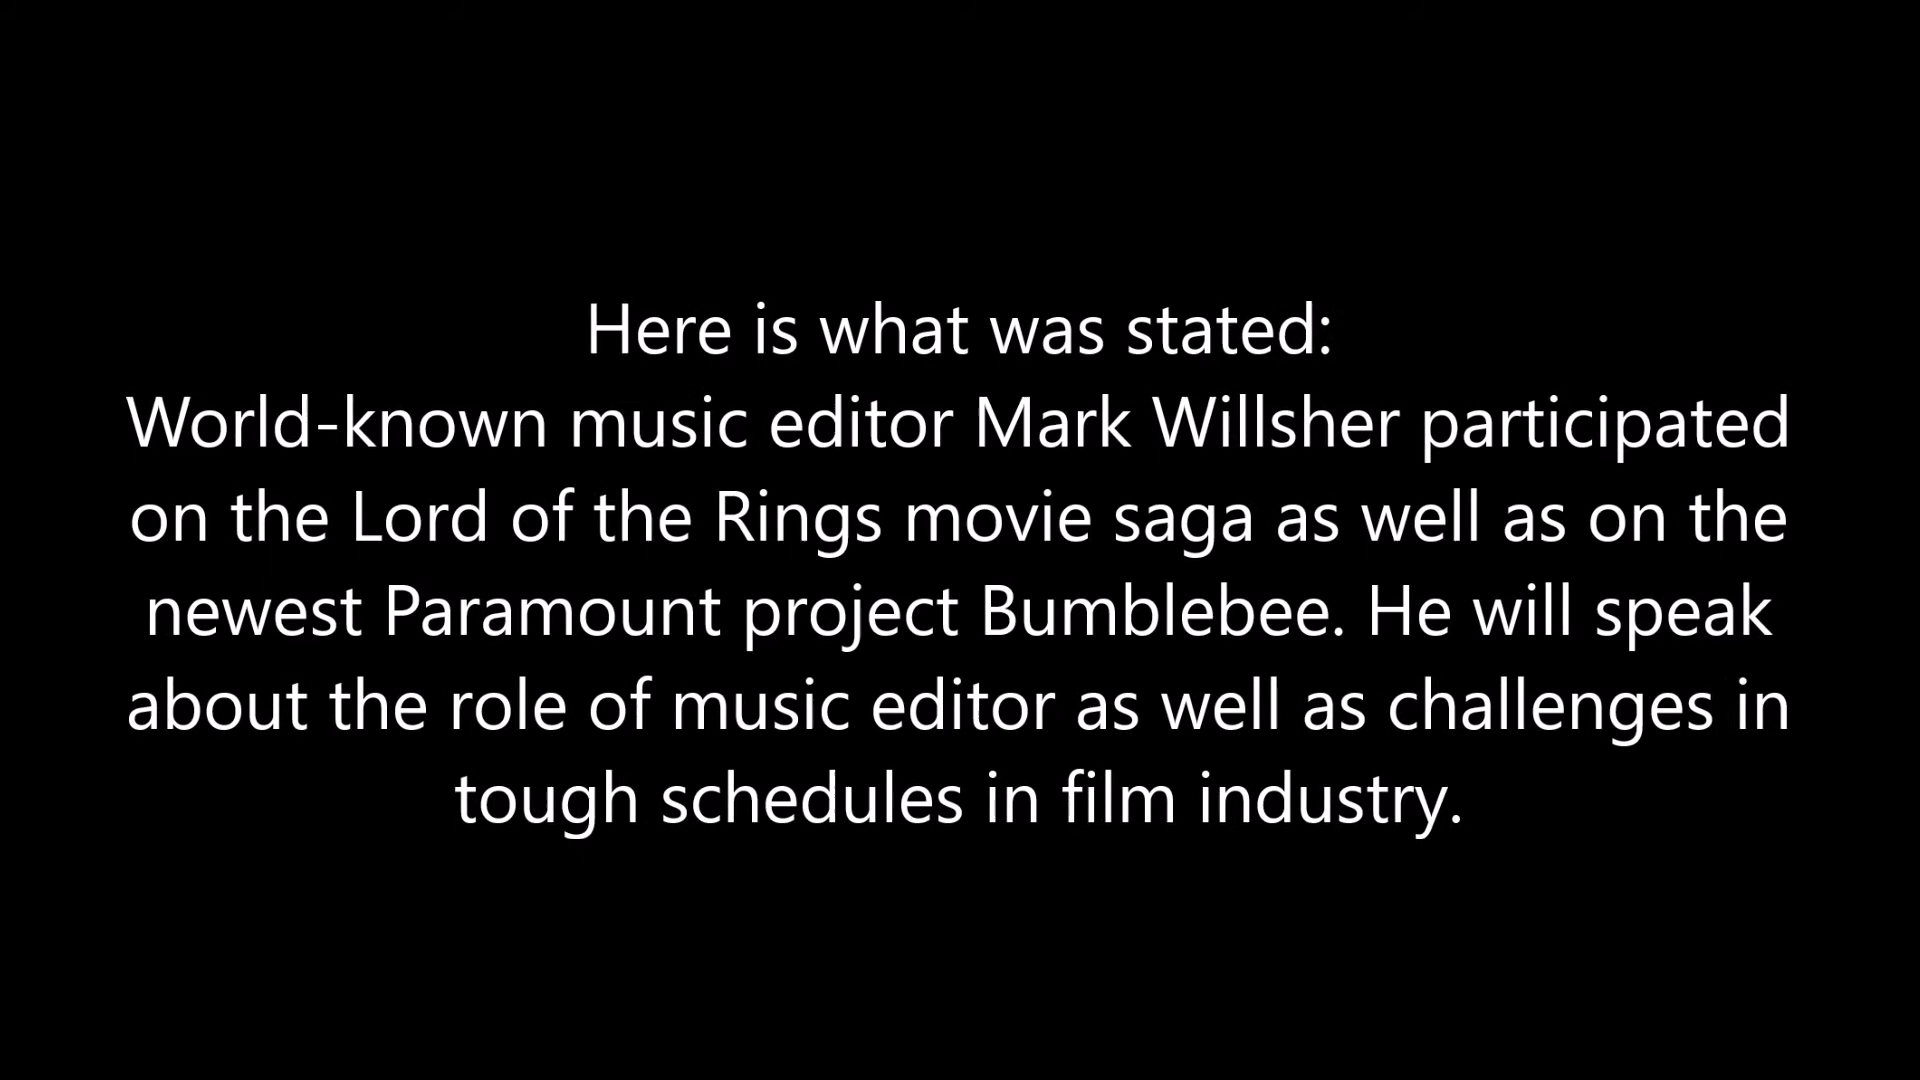 Here is what was stated:
World-known music editor Mark Willsher participated
on the Lord of the Rings movie saga as well as on the
newest Paramount project Bumblebee. He will speak
about the role of music editor as well as challenges in
tough schedules in film industry.